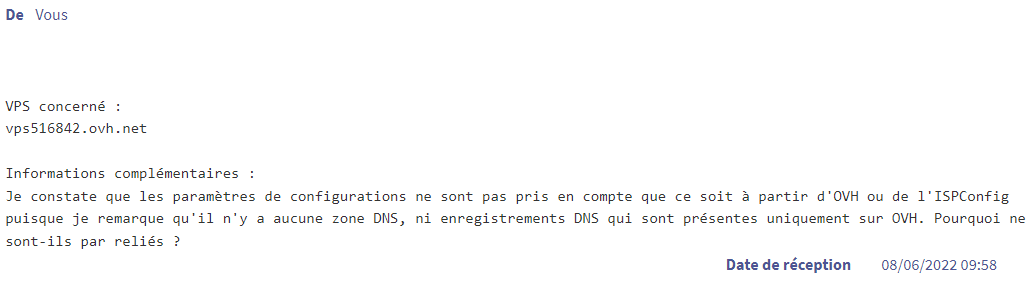 De Vous
VPS concerné :
vps516842.ovh.net
Informations complémentaires :
Je constate que les paramètres de configurations ne sont pas pris en compte que ce soit à partir d'OVH ou de l'ISPConfig
puisque je remarque qu'il n'y a aucune zone DNS, ni enregistrements DNS qui sont présentes uniquement sur OVH. Pourquoi ne
sont-ils par reliés ?
Date de réception 08/06/2022 09:58